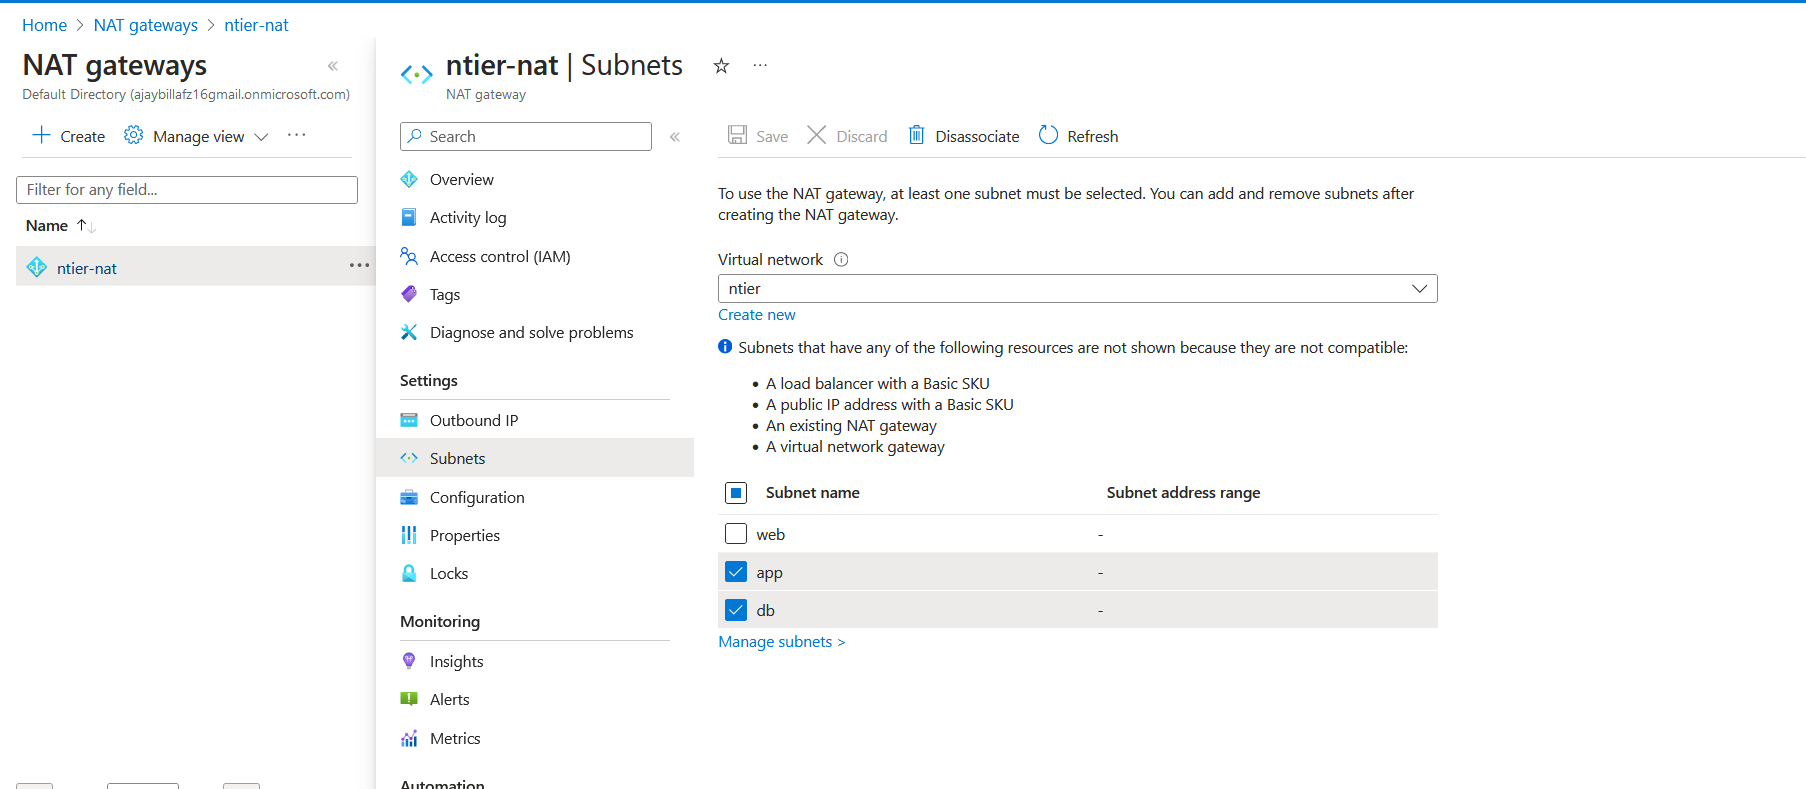 Home > NAT gateways > ntier-nat
NAT gateways
Default Directory (ajaybillafz16gmail.onmicrosoft.com)
Create
Manage view
Filter for any field...
Name
ntier-nat
ntier-nat | Subnets
NAT gateway
Search
Overview
Activity log
Access control (IAM)
Tags
Diagnose and solve problems
Settings
Outbound IP
Subnets
Configuration
Properties
Locks
Monitoring
Insights
Alerts
Metrics
Automation
Save
Discard
Disassociate
Refresh
To use the NAT gateway, at least one subnet must be selected. You can add and remove subnets after
creating the NAT gateway.
Virtual network
ntier
Create new
Subnets that have any of the following resources are not shown because they are not compatible:
• A load balancer with a Basic SKU
• A public IP address with a Basic SKU
• An existing NAT gateway
• A virtual network gateway
Subnet name Subnet address range
web -
app -
db -
Manage subnets >